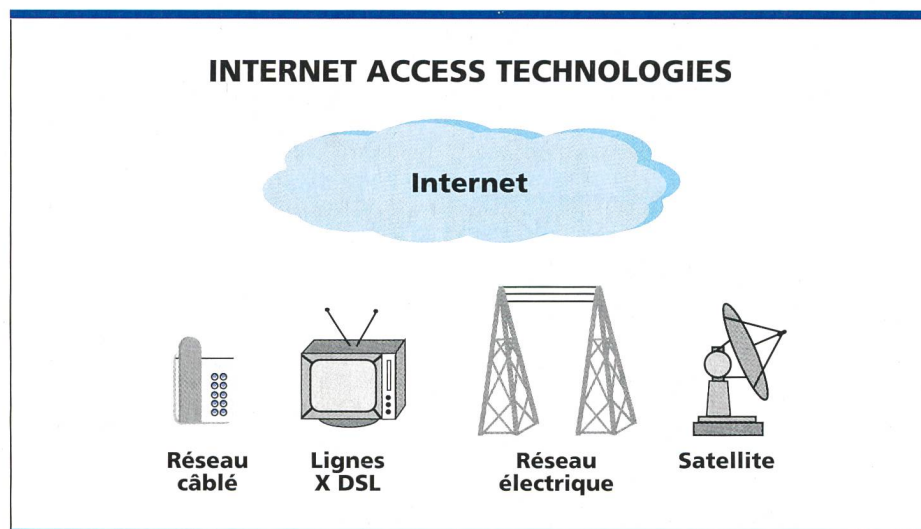 INTERNET ACCESS TECHNOLOGIES
Internet
Réseau
câblé
Lignes
X DSL
Réseau
électrique
Satellite